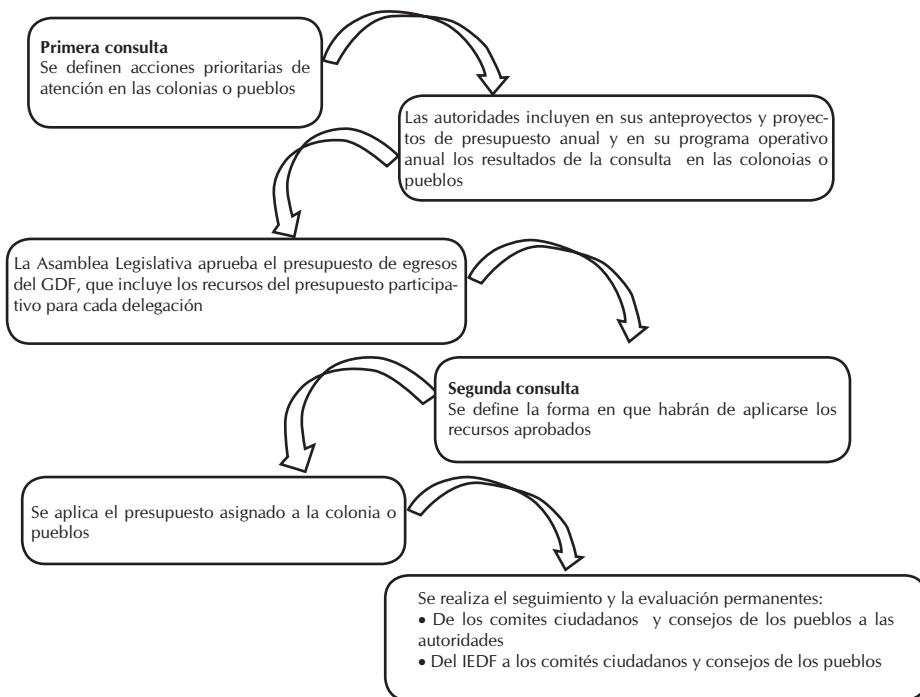 Primera consulta
Se definen acciones prioritarias de
atención en las colonias o pueblos
Las autoridades incluyen en sus anteproyectos y proyec-
tos de presupuesto anual y en su programa operativo
anual los resultados de la consulta en las colonoias o
pueblos
La Asamblea Legislativa aprueba el presupuesto de egresos
del GDF, que incluye los recursos del presupuesto participa-
tivo para cada delegación
Segunda consulta
Se define la forma en que habrán de aplicarse los
recursos aprobados
Se aplica el presupuesto asignado a la colonia o
pueblos
Se realiza el seguimiento y la evaluación permanentes:
• De los comites ciudadanos y consejos de los pueblos a las
autoridades
• Del IEDF a los comités ciudadanos y consejos de los pueblos